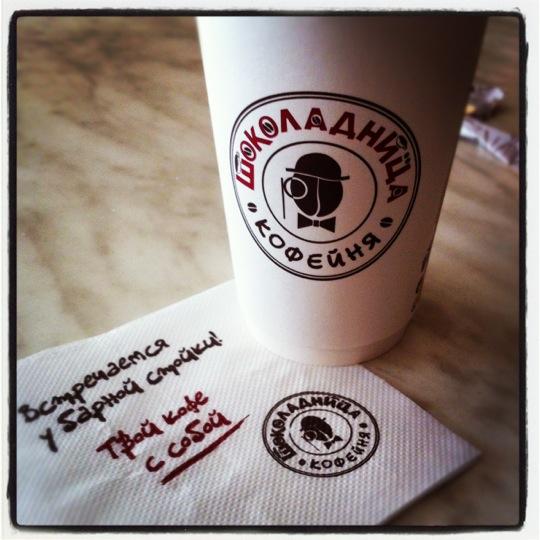 ШОКОЛАДНИЦА
КОФЕЙНЯ
Встречаемся
у барной стойки!
Твой кофе
с собой
ШОКОЛАДНИЦА
КОФЕЙНЯ